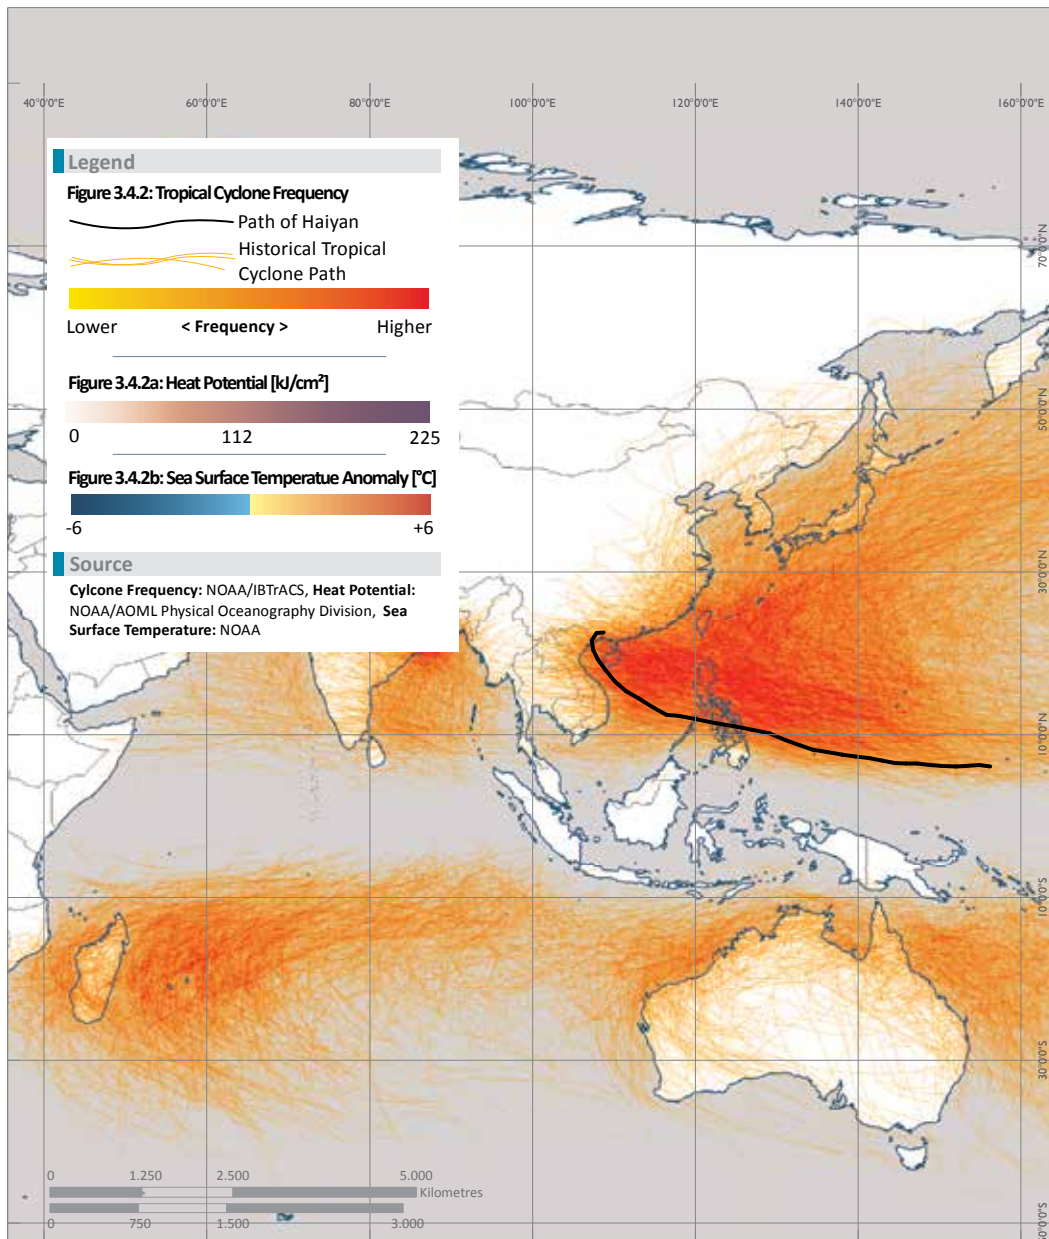 40°0'0"E 60°0'0"E 80°0'0"E 100°0'0"E 120°0'0"E 140°0'0"E 160°0'0"E
Legend
Figure 3.4.2: Tropical Cyclone Frequency
Path of Haiyan
Historical Tropical
Cyclone Path
Lower < Frequency > Higher
Figure 3.4.2a: Heat Potential [kJ/cm²]
0 112 225
Figure 3.4.2b: Sea Surface Temperatue Anomaly [°C]
-6 +6
Source
Cylcone Frequency: NOAA/IBTrACS, Heat Potential:
NOAA/AOML Physical Oceanography Division, Sea
Surface Temperature: NOAA
70°0'0"N
50°0'0"N
30°0'0"N
10°0'0"N
10°0'0"S
30°0'0"S
50°0'0"S
0 1.250 2.500 5.000
Kilometres
0 750 1.500 3.000